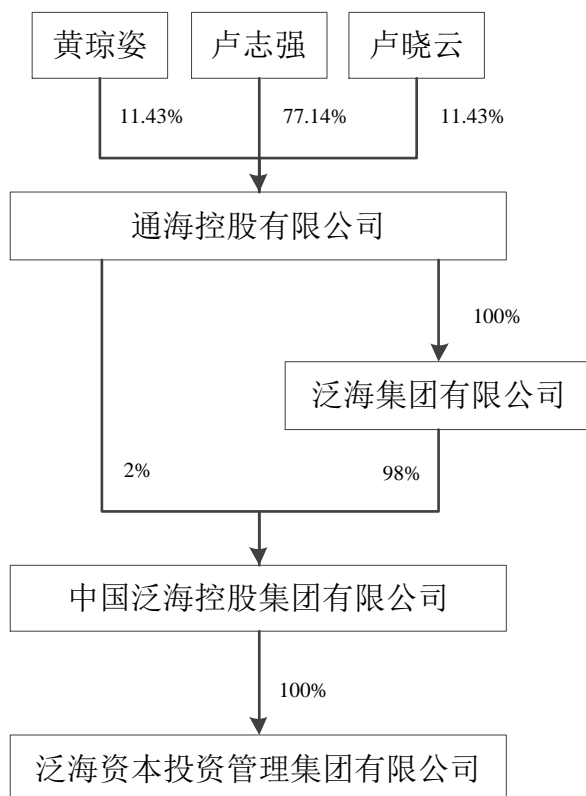 黄琼姿 卢志强 卢晓云
11.43% 77.14% 11.43%
通海控股有限公司
100%
泛海集团有限公司
2% 98%
中国泛海控股集团有限公司
100%
泛海资本投资管理集团有限公司